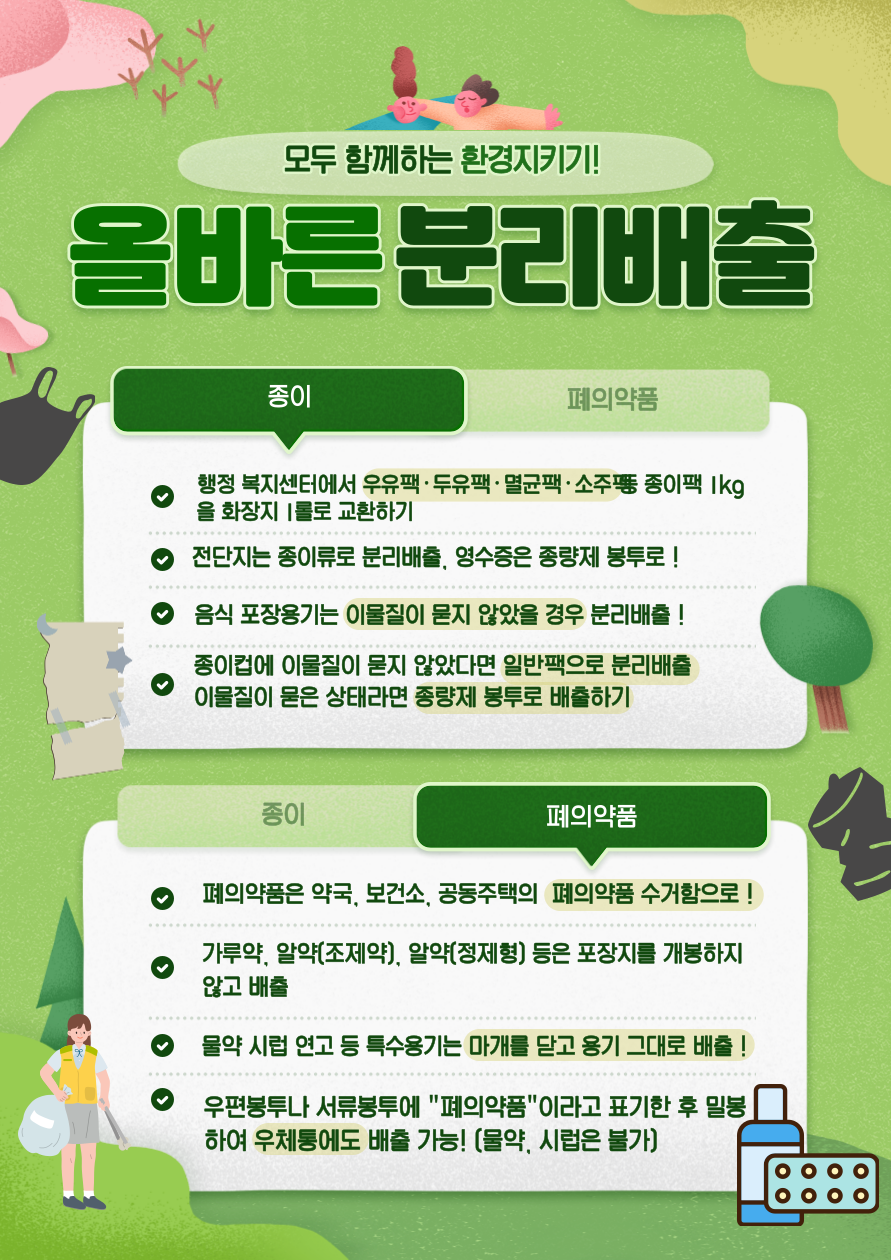 모두 함께하는 환경지키기!
올바른 분리배출
종이
폐의약품
행정 복지센터에서 우유팩·두유팩·멸균팩·소주팩등 종이팩 1kg
을 화장지 1롤로 교환하기
전단지는 종이류로 분리배출, 영수증은 종량제 봉투로 !
음식 포장용기는 이물질이 묻지 않았을 경우 분리배출 !
종이컵에 이물질이 묻지 않았다면 일반팩으로 분리배출
이물질이 묻은 상태라면 종량제 봉투로 배출하기
종이
폐의약품
폐의약품은 약국, 보건소, 공동주택의 폐의약품 수거함으로 !
가루약, 알약(조제약), 알약(정제형) 등은 포장지를 개봉하지
않고 배출
물약 시럽 연고 등 특수용기는 마개를 닫고 용기 그대로 배출 !
우편봉투나 서류봉투에 "폐의약품"이라고 표기한 후 밀봉
하여 우체통에도 배출 가능! (물약, 시럽은 불가)